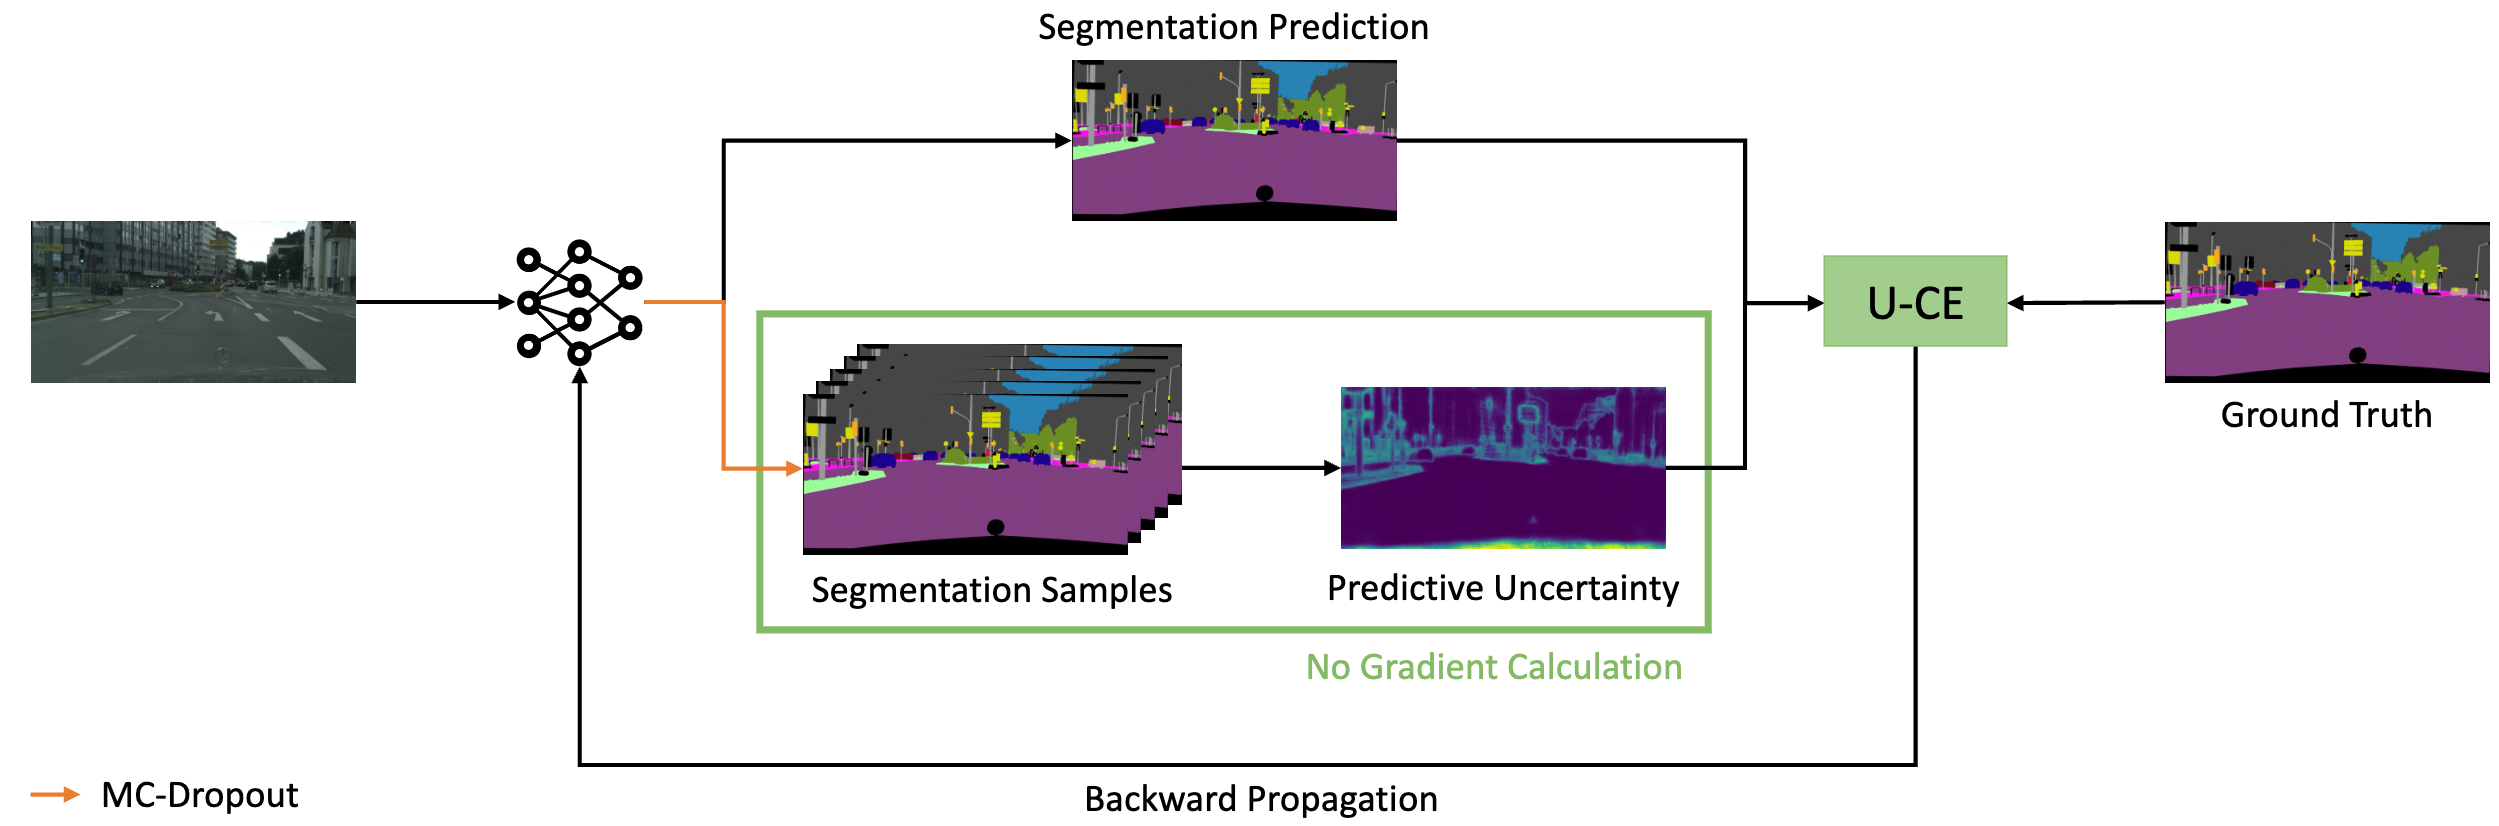 Segmentation Prediction
U-CE
Ground Truth
Segmentation Samples
Predictive Uncertainty
No Gradient Calculation
MC-Dropout
Backward Propagation